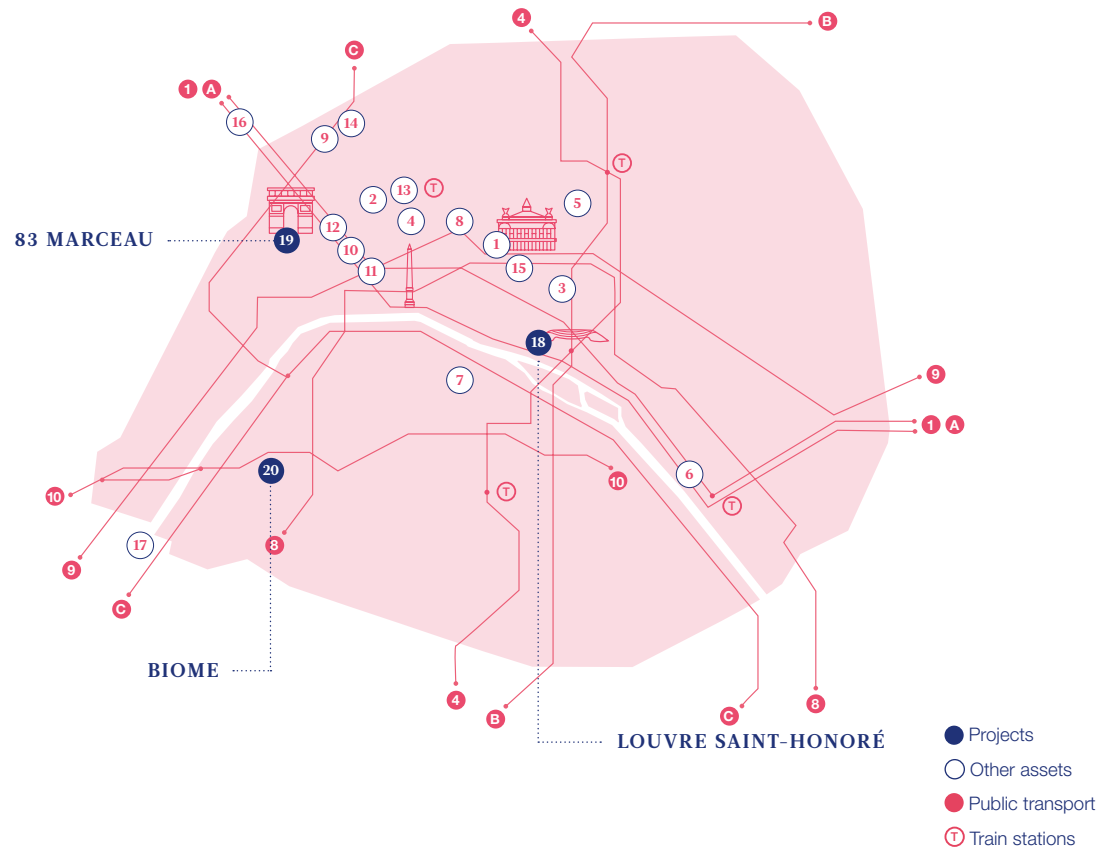 4
B
C
1 A
16
14
9
T
13
T
2
5
4
8
12
83 MARCEAU
19
1
10
15
11
3
18
9
7
1 A
20
6
10
10
T
T
17
8
9
C
BIOME
4
8
B
C
LOUVRE SAINT-HONORÉ
Projects
Other assets
Public transport
T Train stations